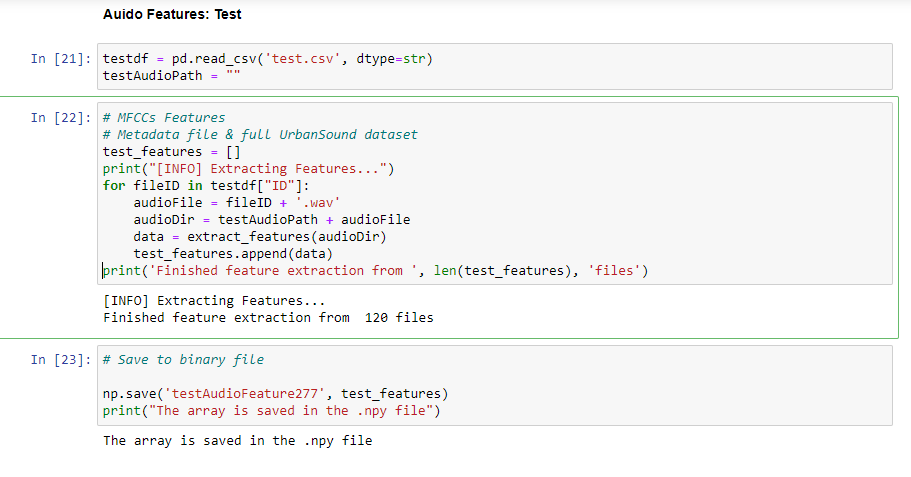 Auido Features: Test
In [21]: testdf = pd.read_csv('test.csv', dtype=str)
testAudioPath = ""
In [22]: # MFCCs Features
# Metadata file & full UrbanSound dataset
test_features = []
print("[INFO] Extracting Features...")
for fileID in testdf["ID"]:
    audioFile = fileID + '.wav'
    audioDir = testAudioPath + audioFile
    data = extract_features(audioDir)
    test_features.append(data)
print('Finished feature extraction from ', len(test_features), 'files')
[INFO] Extracting Features...
Finished feature extraction from  120 files
In [23]: # Save to binary file
np.save('testAudioFeature277', test_features)
print("The array is saved in the .npy file")
The array is saved in the .npy file